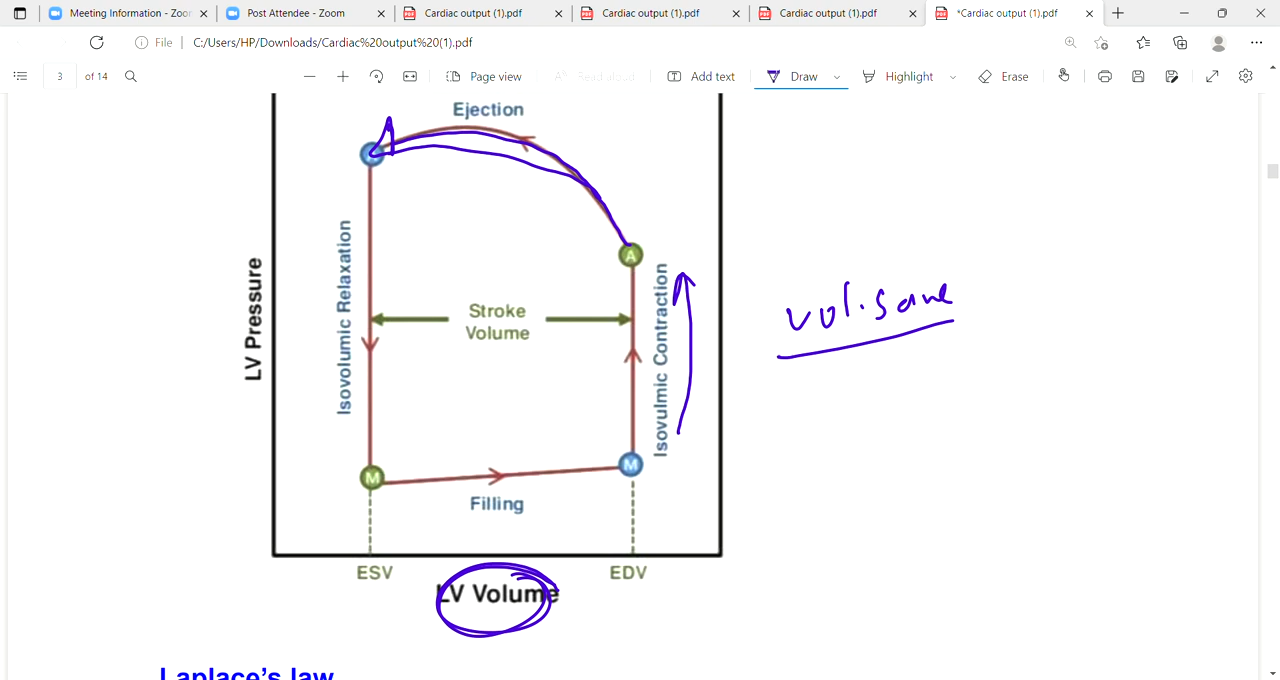 Meeting Information - Zoor
Post Attendee - Zoom
Cardiac output (1).pdf
Cardiac output (1).pdf
Cardiac output (1).pdf
*Cardiac output (1).pdf
File C:/Users/HP/Downloads/Cardiac%20output%20(1).pdf
3 of 14
Page view
Read aloud
Add text
Draw
Highlight
Erase
Ejection
A
Isovolumic Relaxation
LV Pressure
Stroke
Volume
Isovulmic Contraction
vol. same
M
M
Filling
ESV
EDV
LV Volume
Laplace's law